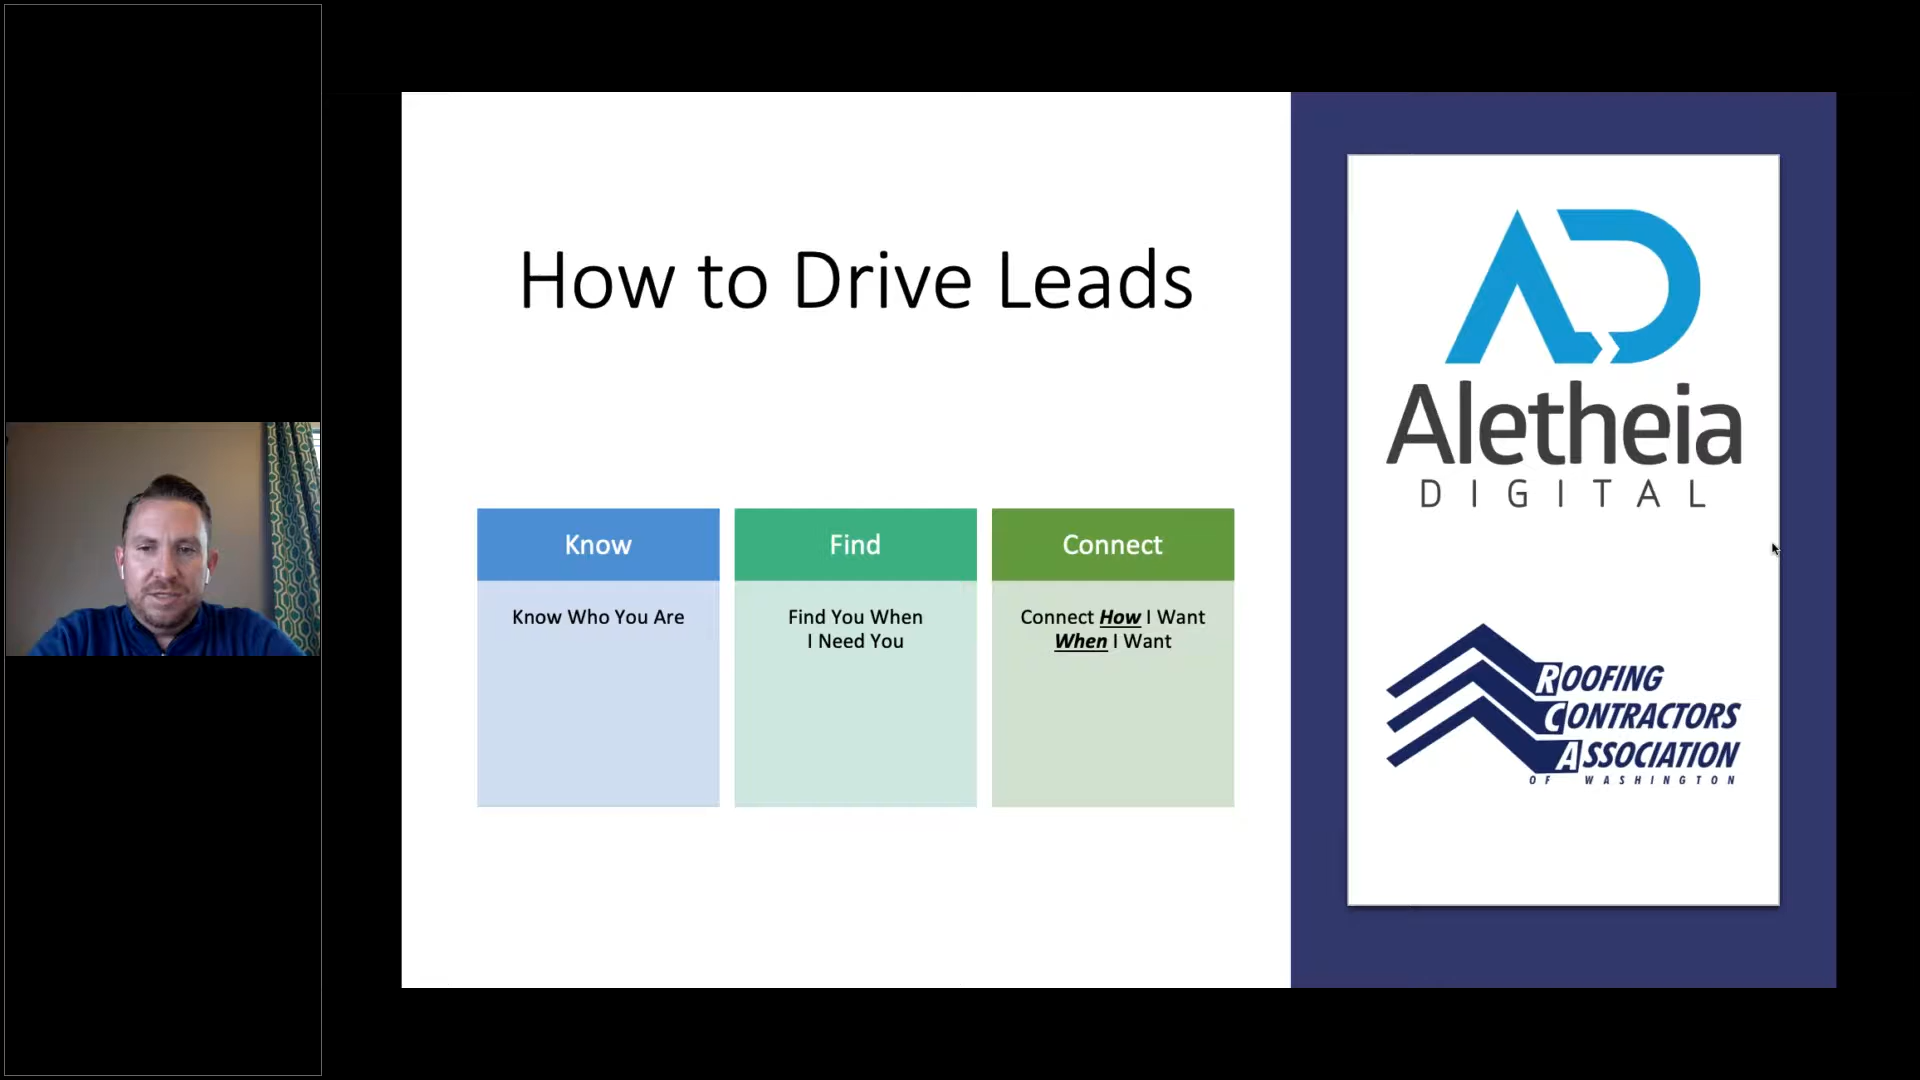 How to Drive Leads
Know
Know Who You Are
Find
Find You When
I Need You
Connect
Connect How I Want
When I Want
AD
Aletheia
DIGITAL
ROOFING
CONTRACTORS
ASSOCIATION
OF WASHINGTON